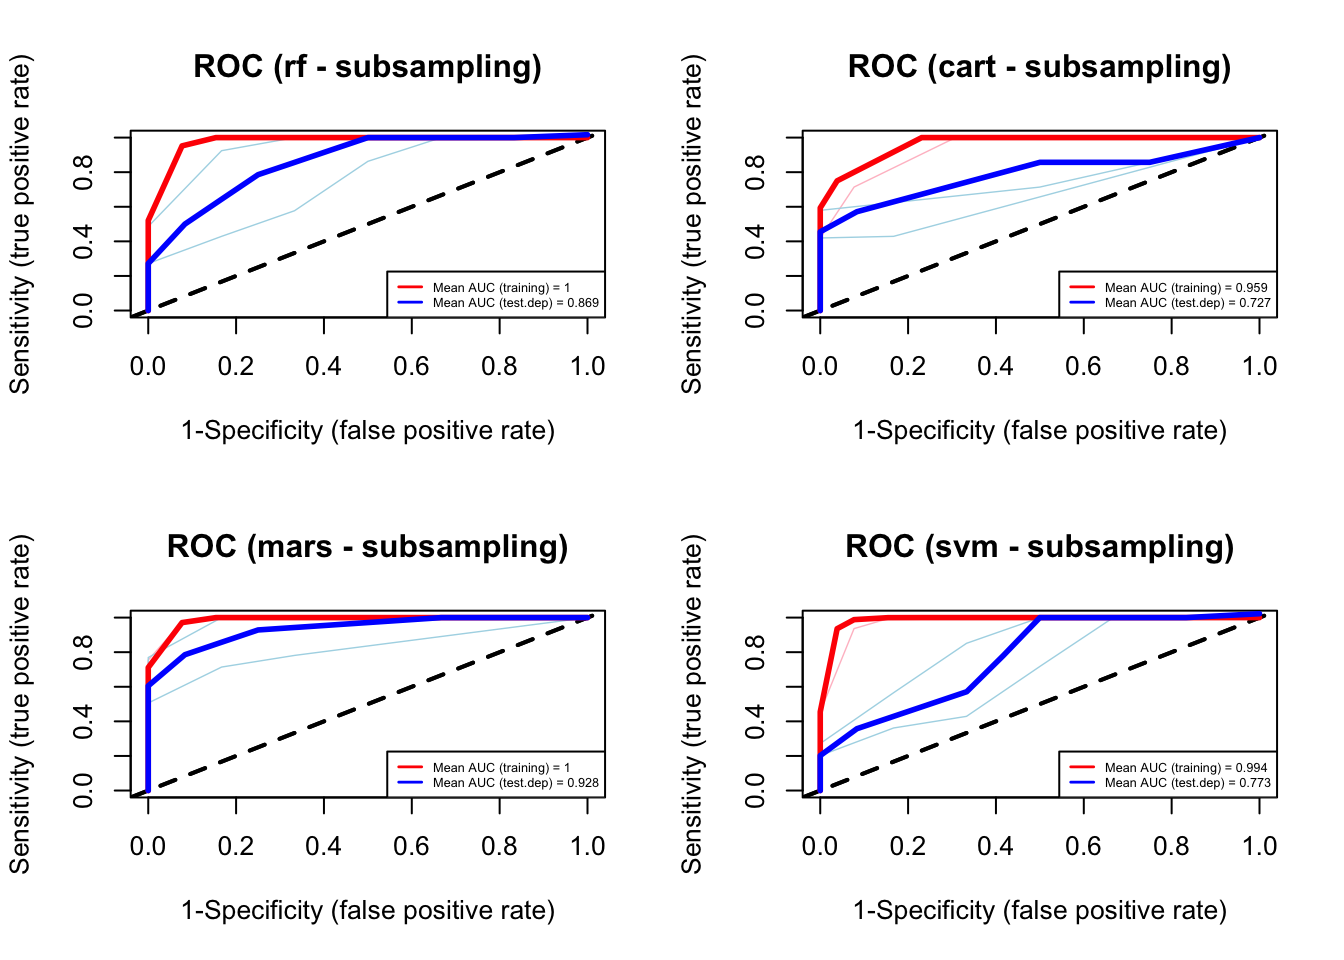 ROC (rf - subsampling)
Sensitivity (true positive rate)
0.8
0.4
0.0
Mean AUC (training) = 1
Mean AUC (test.dep) = 0.869
0.0 0.2 0.4 0.6 0.8 1.0
1-Specificity (false positive rate)
ROC (cart - subsampling)
Sensitivity (true positive rate)
0.8
0.4
0.0
Mean AUC (training) = 0.959
Mean AUC (test.dep) = 0.727
0.0 0.2 0.4 0.6 0.8 1.0
1-Specificity (false positive rate)
ROC (mars - subsampling)
Sensitivity (true positive rate)
0.8
0.4
0.0
Mean AUC (training) = 1
Mean AUC (test.dep) = 0.928
0.0 0.2 0.4 0.6 0.8 1.0
1-Specificity (false positive rate)
ROC (svm - subsampling)
Sensitivity (true positive rate)
0.8
0.4
0.0
Mean AUC (training) = 0.994
Mean AUC (test.dep) = 0.773
0.0 0.2 0.4 0.6 0.8 1.0
1-Specificity (false positive rate)